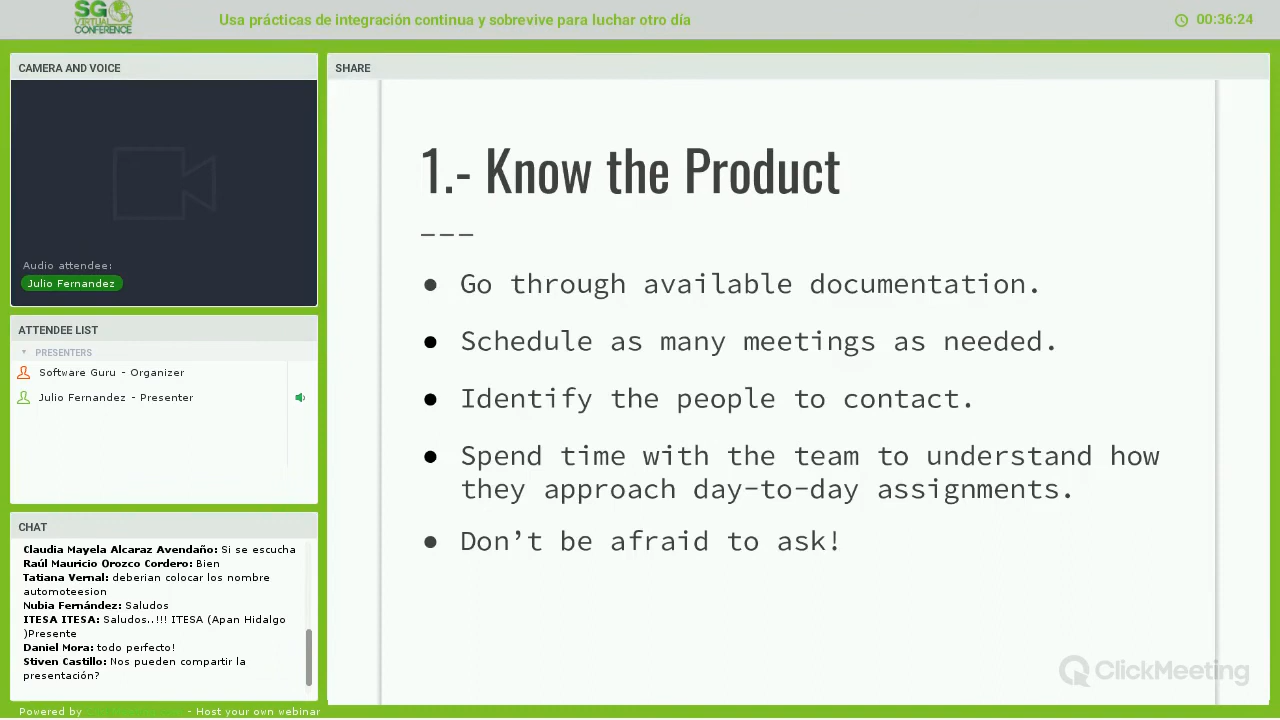 SG
VIRTUAL
CONFERENCE
Usa prácticas de integración continua y sobrevive para luchar otro día
00:36:24
CAMERA AND VOICE
Audio attendee:
Julio Fernandez
ATTENDEE LIST
PRESENTERS
Software Guru - Organizer
Julio Fernandez - Presenter
CHAT
Claudia Mayela Alcaraz Avendaño: Si se escucha
Raúl Mauricio Orozco Cordero: Bien
Tatiana Vernal: deberian colocar los nombre
automoteesion
Nubia Fernández: Saludos
ITESA ITESA: Saludos..!!! ITESA (Apan Hidalgo
)Presente
Daniel Mora: todo perfecto!
Stiven Castillo: Nos pueden compartir la
presentación?
Powered by
- Host your own webinar
SHARE
1.- Know the Product
———
● Go through available documentation.
● Schedule as many meetings as needed.
● Identify the people to contact.
● Spend time with the team to understand how
they approach day-to-day assignments.
● Don’t be afraid to ask!
ClickMeeting